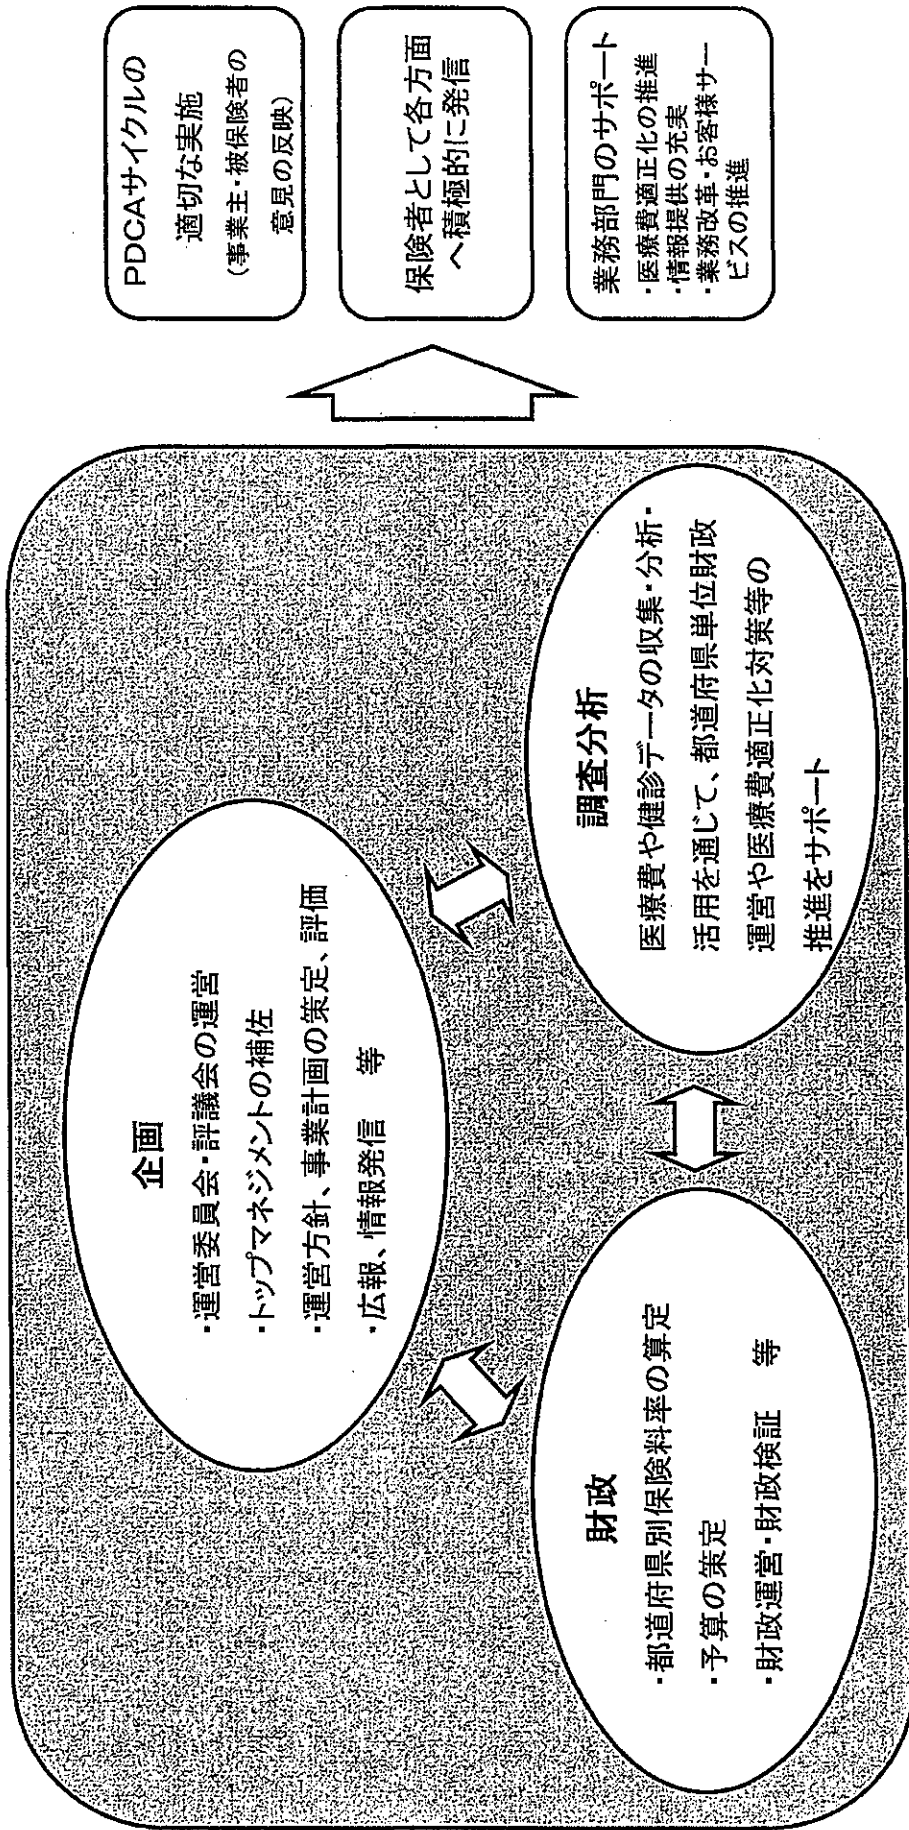 企画
・運営委員会・評議会の運営
・トップマネジメントの補佐
・運営方針、事業計画の策定、評価
・広報、情報発信　等
財政
・都道府県別保険料率の算定
・予算の策定
・財政運営・財政検証　等
調査分析
医療費や健診データの収集・分析・
活用を通じて、都道府県単位財政
運営や医療費適正化対策等の
推進をサポート
PDCAサイクルの
適切な実施
（事業主・被保険者の
意見の反映）
保険者として各方面
へ積極的に発信
業務部門のサポート
・医療費適正化の推進
・情報提供の充実
・業務改革・お客様サー
ビスの推進